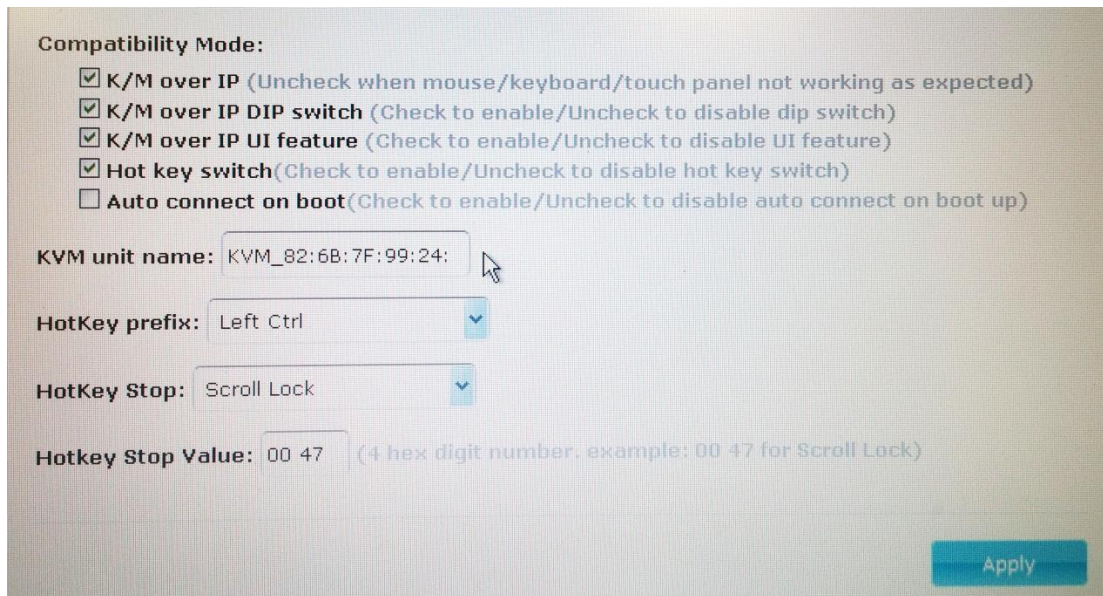 Compatibility Mode:
K/M over IP (Uncheck when mouse/keyboard/touch panel not working as expected)
K/M over IP DIP switch (Check to enable/Uncheck to disable dip switch)
K/M over IP UI feature (Check to enable/Uncheck to disable UI feature)
Hot key switch(Check to enable/Uncheck to disable hot key switch)
Auto connect on boot(Check to enable/Uncheck to disable auto connect on boot up)
KVM unit name: KVM_82:6B:7F:99:24:
HotKey prefix: Left Ctrl
HotKey Stop: Scroll Lock
Hotkey Stop Value: 00 47 (4 hex digit number. example: 00 47 for Scroll Lock)
Apply